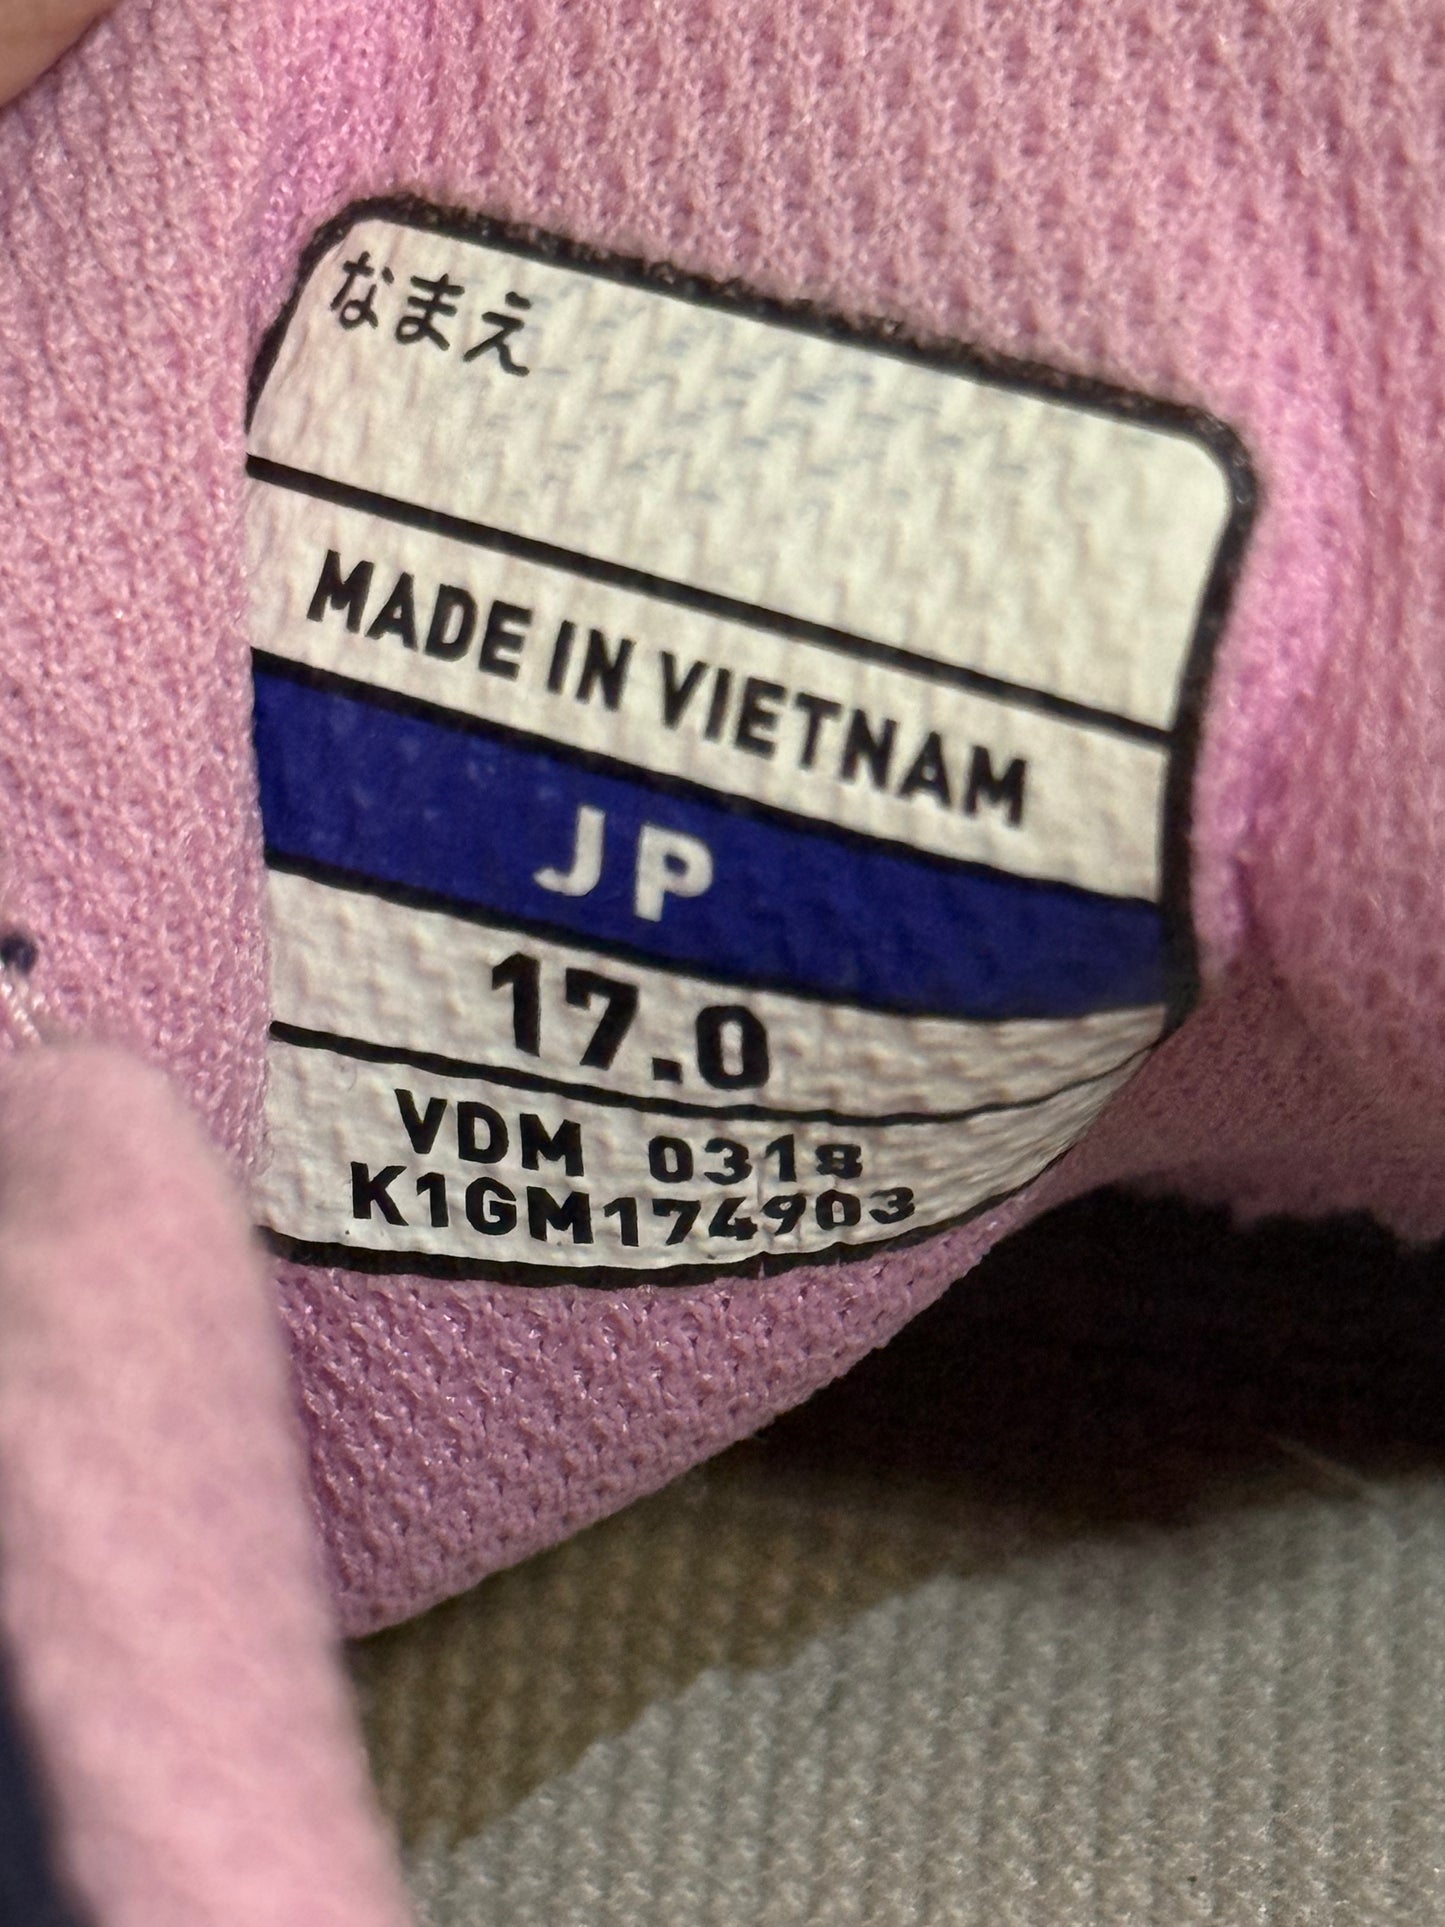 なまえ
MADE IN VIETNAM
JP
17.0
VDM 0318
K1GM174903